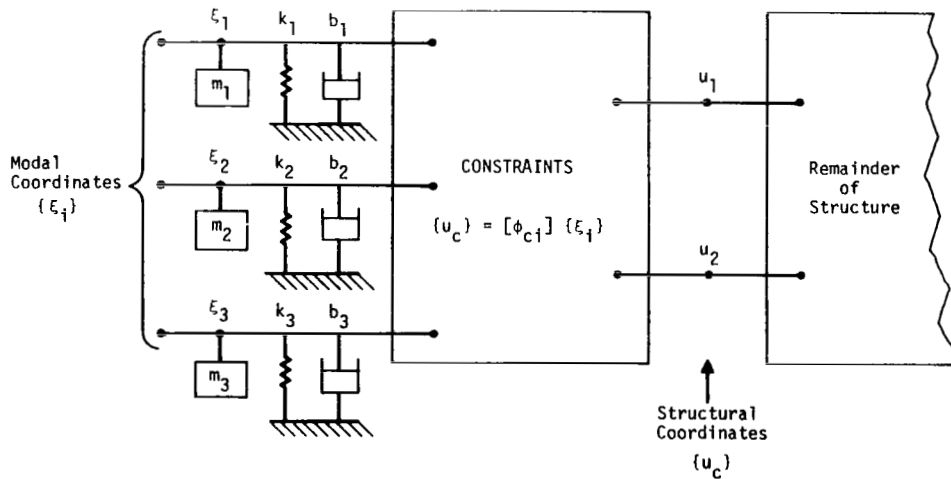 ξ1 k1 b1
m1
u1
Modal
Coordinates
{ξi}
ξ2 k2 b2
m2
CONSTRAINTS
{uc} = [ϕci] {ξi}
Remainder
of
Structure
u2
ξ3 k3 b3
m3
Structural
Coordinates
{uc}